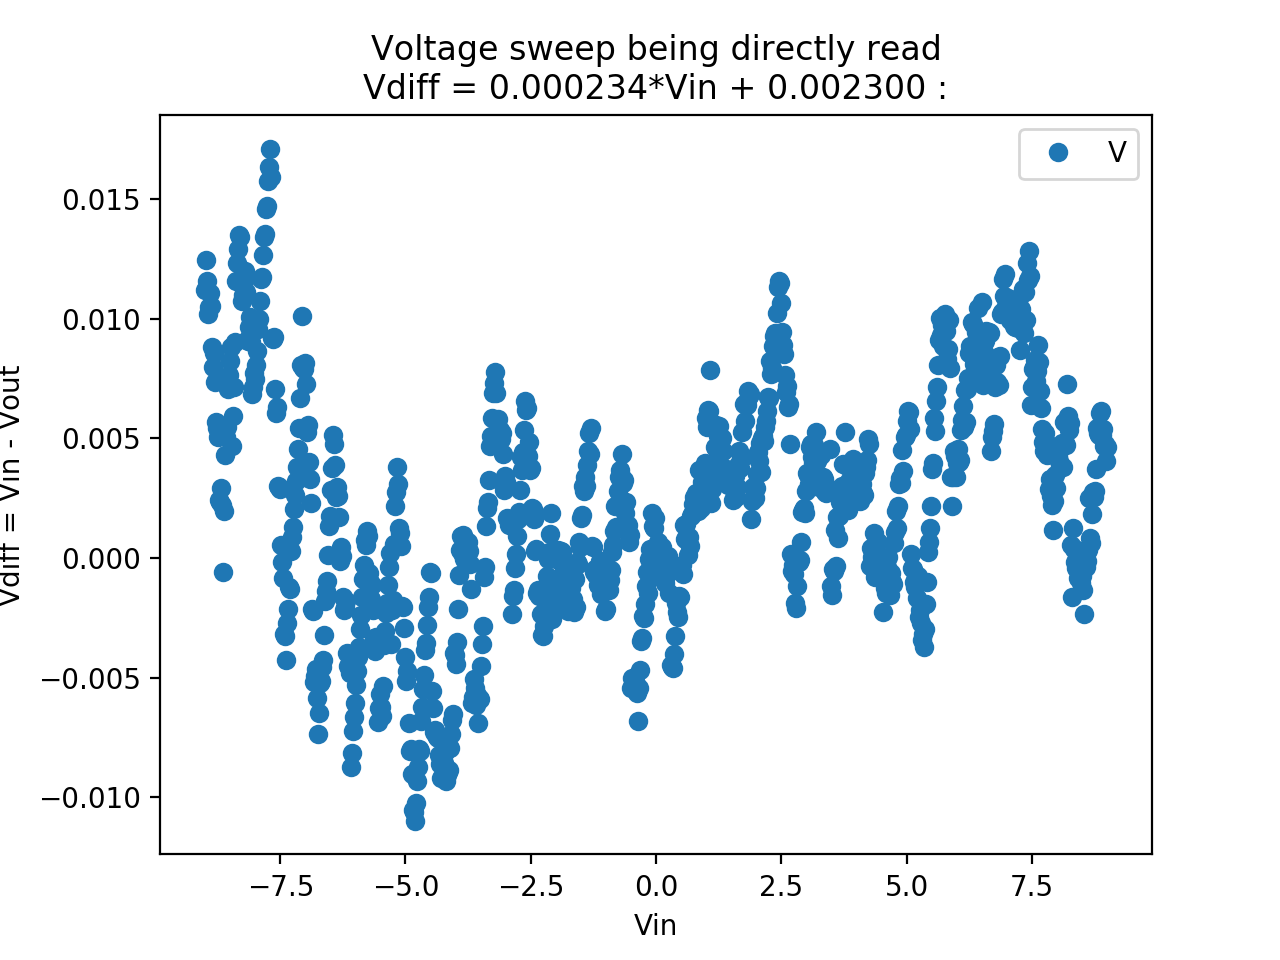 Voltage sweep being directly read
Vdiff = 0.000234*Vin + 0.002300 :
V
0.015
0.010
0.005
0.000
−0.005
−0.010
Vdiff = Vin - Vout
−7.5
−5.0
−2.5
0.0
2.5
5.0
7.5
Vin